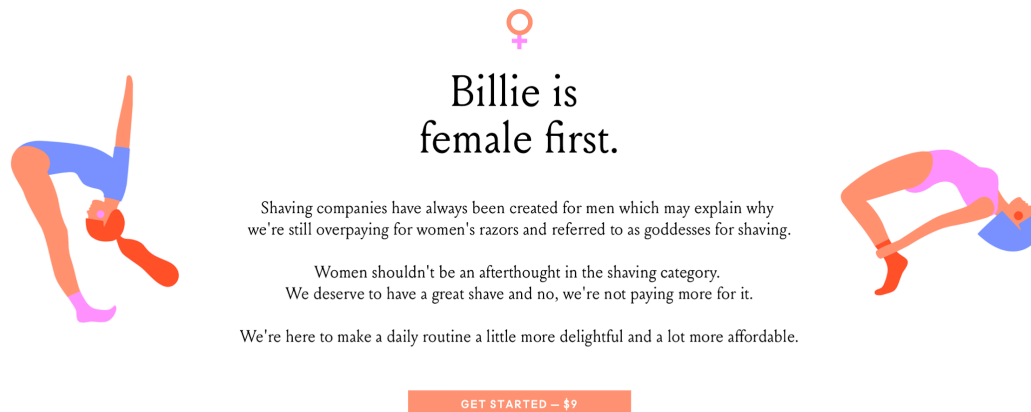 Billie is
female first.
Shaving companies have always been created for men which may explain why
we're still overpaying for women's razors and referred to as goddesses for shaving.
Women shouldn't be an afterthought in the shaving category.
We deserve to have a great shave and no, we're not paying more for it.
We're here to make a daily routine a little more delightful and a lot more affordable.
GET STARTED — $9